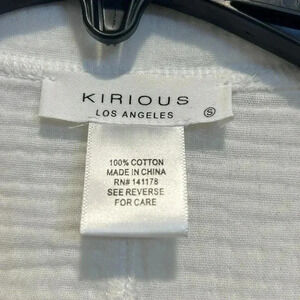 KIRIOUS
LOS ANGELES
S
100% COTTON
MADE IN CHINA
RN# 141178
SEE REVERSE
FOR CARE